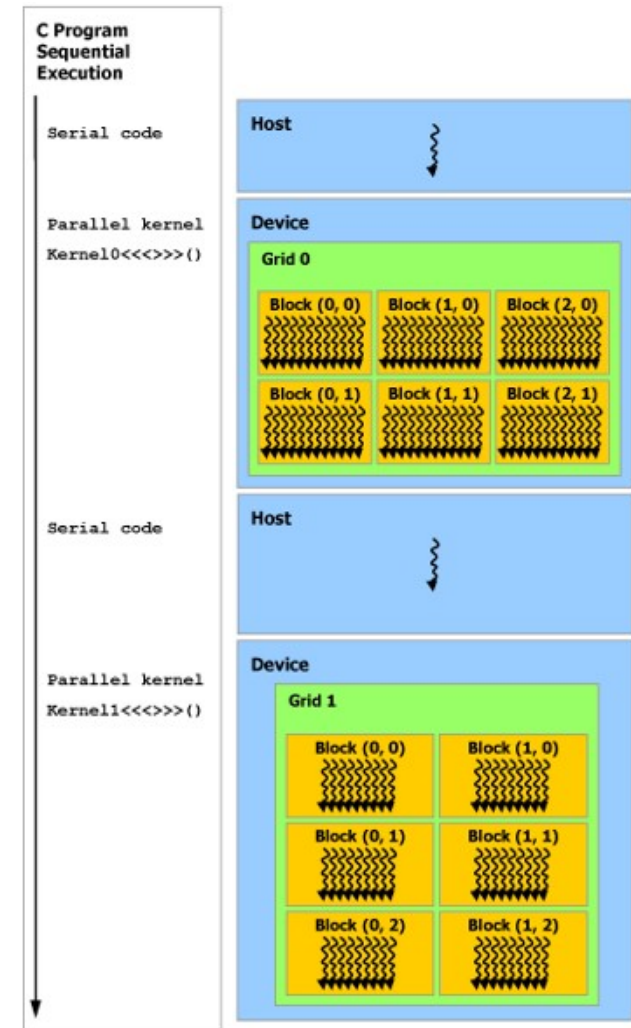 C Program
Sequential
Execution
Serial code
Host
Parallel kernel
Kernel0<<<>>>()
Device
Grid 0
Block (0, 0)
Block (1, 0)
Block (2, 0)
Block (0, 1)
Block (1, 1)
Block (2, 1)
Serial code
Host
Parallel kernel
Kernel1<<<>>>()
Device
Grid 1
Block (0, 0)
Block (1, 0)
Block (0, 1)
Block (1, 1)
Block (0, 2)
Block (1, 2)